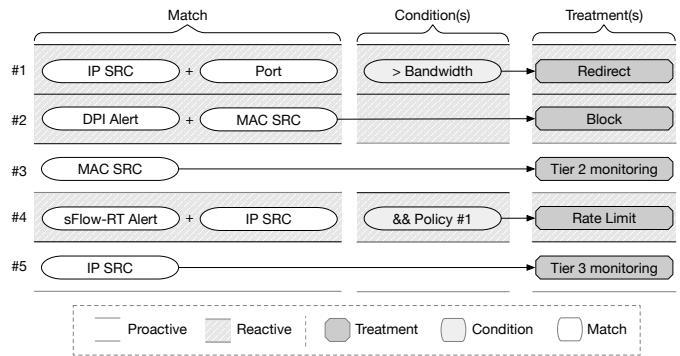 Match Condition(s) Treatment(s)
#1 IP SRC + Port > Bandwidth Redirect
#2 DPI Alert + MAC SRC Block
#3 MAC SRC Tier 2 monitoring
#4 sFlow-RT Alert + IP SRC && Policy #1 Rate Limit
#5 IP SRC Tier 3 monitoring
Proactive Reactive Treatment Condition Match